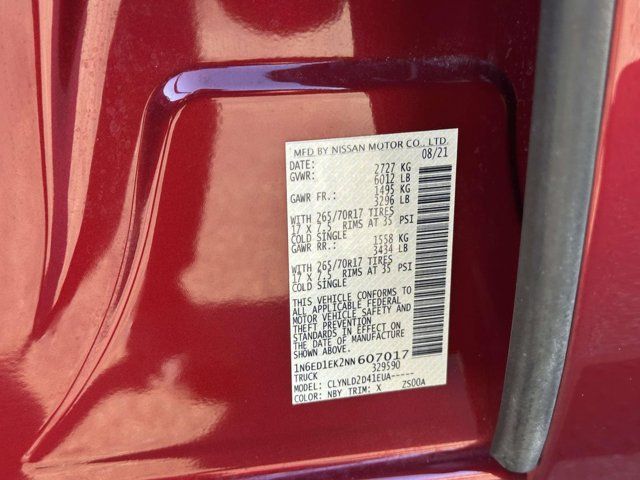 MFD BY NISSAN MOTOR CO., LTD.
DATE: 08/21
GVWR: 2727 KG
6012 LB
GAWR FR.: 1495 KG
3296 LB
WITH 265/70R17 TIRES
17 X 7.5 RIMS AT 35 PSI
COLD SINGLE
GAWR RR.: 1558 KG
3434 LB
WITH 265/70R17 TIRES
17 X 7.5 RIMS AT 35 PSI
COLD SINGLE
THIS VEHICLE CONFORMS TO
ALL APPLICABLE FEDERAL
MOTOR VEHICLE SAFETY AND
THEFT PREVENTION
STANDARDS IN EFFECT ON
THE DATE OF MANUFACTURE
SHOWN ABOVE.
1N6ED1EK2NN607017
TRUCK 329590
MODEL: CLYNLD2D41EUA-----
COLOR: NBY TRIM: X ZS00A